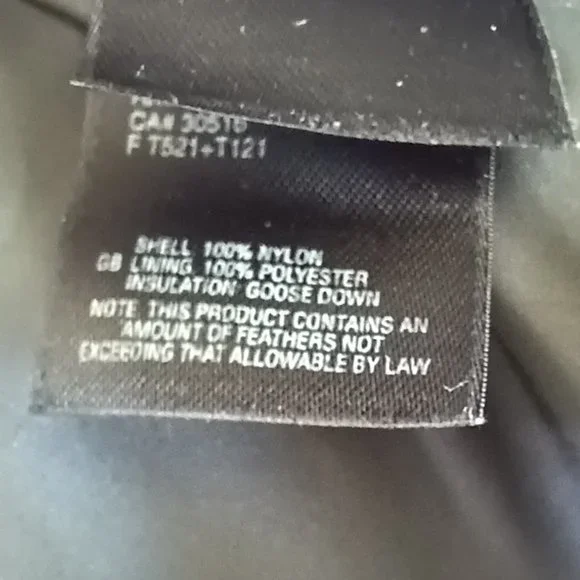 CA# 30516
F T521+T121
SHELL 100% NYLON
GB LINING 100% POLYESTER
INSULATION GOOSE DOWN
NOTE THIS PRODUCT CONTAINS AN
AMOUNT OF FEATHERS NOT
EXCEEDING THAT ALLOWABLE BY LAW